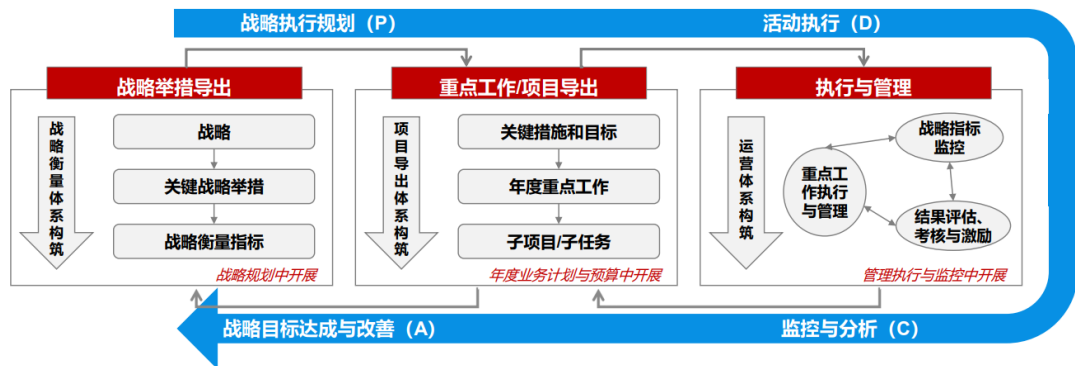 战略执行规划（P）
活动执行（D）
战略举措导出
战略衡量体系构筑
战略
关键战略举措
战略衡量指标
战略规划中开展
重点工作/项目导出
项目导出体系构筑
关键措施和目标
年度重点工作
子项目/子任务
年度业务计划与预算中开展
执行与管理
运营体系构筑
战略指标
监控
重点工
作执行
与管理
结果评估、
考核与激励
管理执行与监控中开展
战略目标达成与改善（A）
监控与分析（C）